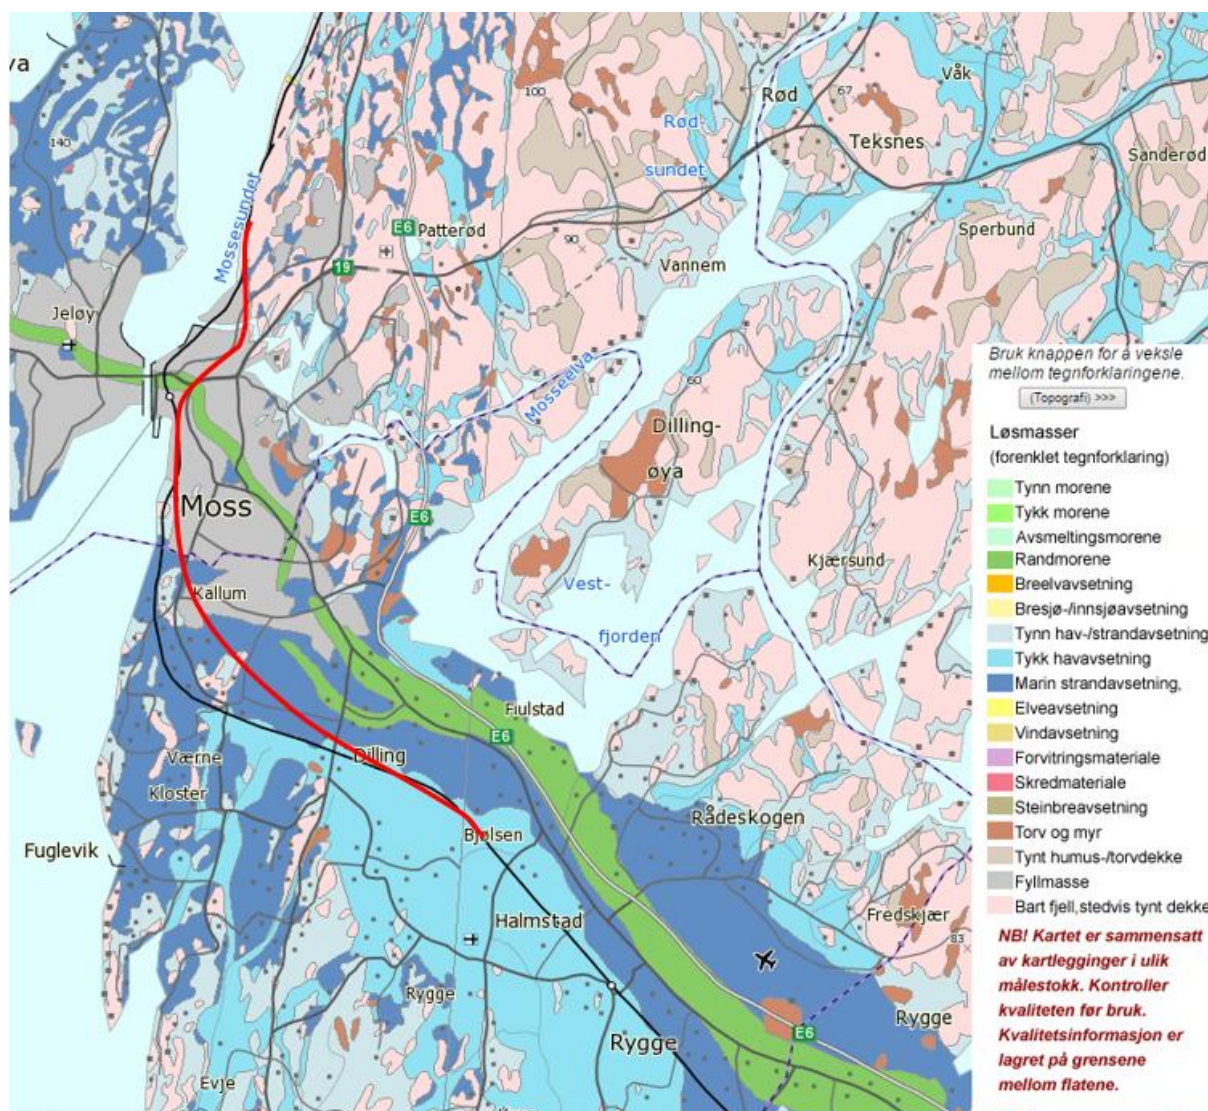 va
140
Mossesundet
Jeløy
100
Rød-
sundet
Rød
67
Våk
Teksnes
Sanderød
E6
Patterød
90
19
Vannem
Sperbund
Mosseelva
60
Dilling-
øya
Moss
E6
Kjærsund
Kallum
Vest-
fjorden
Fiulstad
E6
Dilling
Værne
Kloster
Bjølsen
Rådeskogen
Fuglevik
Halmstad
Fredskjær
83
Rygge
Rygge
E6
Rygge
Evje
Bruk knappen for å veksle
mellom tegnforklaringene.
(Topografi) >>>
Løsmasser
(forenklet tegnforklaring)
Tynn morene
Tykk morene
Avsmeltingsmorene
Randmorene
Breelvavsetning
Bresjø-/innsjøavsetning
Tynn hav-/strandavsetning
Tykk havavsetning
Marin strandavsetning,
Elveavsetning
Vindavsetning
Forvitringsmateriale
Skredmateriale
Steinbreavsetning
Torv og myr
Tynt humus-/torvdekke
Fyllmasse
Bart fjell,stedvis tynt dekke
NB! Kartet er sammensatt
av kartlegginger i ulik
målestokk. Kontroller
kvaliteten før bruk.
Kvalitetsinformasjon er
lagret på grensene
mellom flatene.